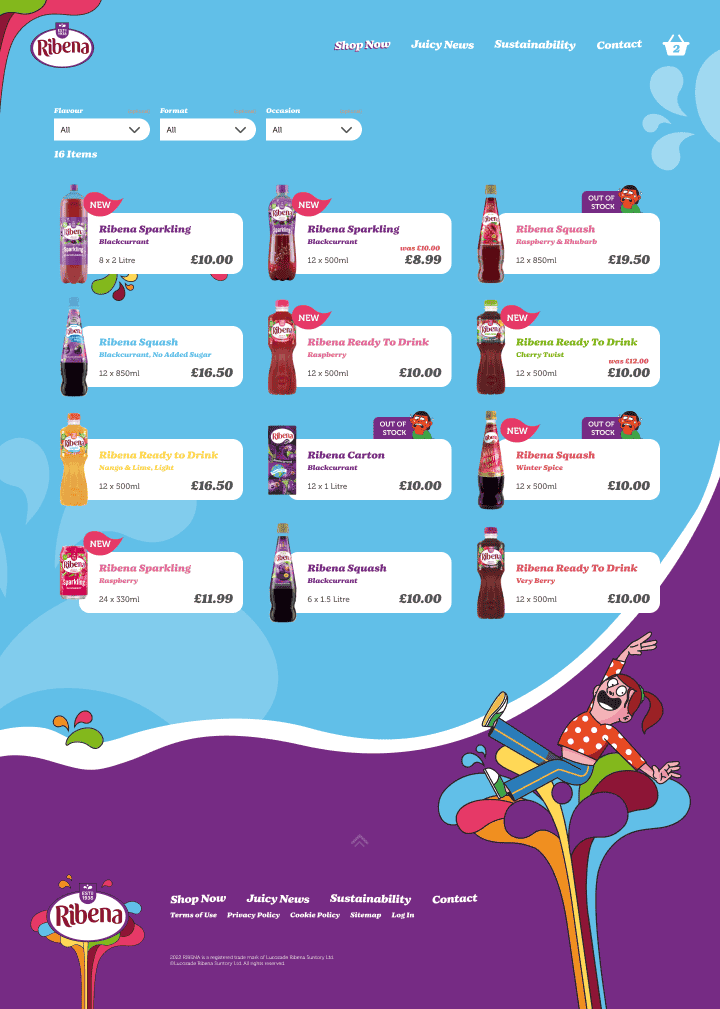 ESTD
1938
Ribena
Shop Now
Juicy News
Sustainability
Contact
2
Flavour
Format
Occasion
All
All
All
16 Items
NEW
Ribena Sparkling
Blackcurrant
8 x 2 Litre
£10.00
NEW
Ribena Sparkling
Blackcurrant
was £10.00
12 x 500ml
£8.99
OUT OF
STOCK
Ribena Squash
Raspberry & Rhubarb
12 x 850ml
£19.50
Ribena Squash
Blackcurrant, No Added Sugar
12 x 850ml
£16.50
NEW
Ribena Ready To Drink
Raspberry
12 x 500ml
£10.00
NEW
Ribena Ready To Drink
Cherry Twist
was £12.00
12 x 500ml
£10.00
Ribena Ready to Drink
Nango & Lime, Light
12 x 500ml
£16.50
OUT OF
STOCK
Ribena Carton
Blackcurrant
12 x 1 Litre
£10.00
NEW
OUT OF
STOCK
Ribena Squash
Winter Spice
12 x 500ml
£10.00
NEW
Ribena Sparkling
Raspberry
24 x 330ml
£11.99
Ribena Squash
Blackcurrant
6 x 1.5 Litre
£10.00
Ribena Ready To Drink
Very Berry
12 x 500ml
£10.00
ESTD
1938
Ribena
Shop Now
Juicy News
Sustainability
Contact
Terms of Use
Privacy Policy
Cookie Policy
Sitemap
Log In
2022 RIBENA is a registered trade mark of Lucozade Ribena Suntory Ltd.
©Lucozade Ribena Suntory Ltd. All rights reserved.